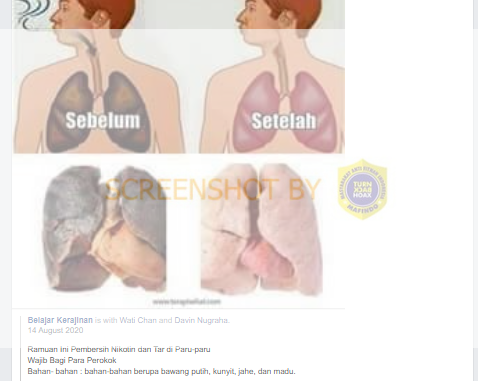 Sebelum
Setelah
SCREENSHOT BY
TURN
BACK
HOAX
MAFINDO
www.terapisehat.com
Belajar Kerajinan is with Wati Chan and Davin Nugraha.
14 August 2020
Ramuan Ini Pembersih Nikotin dan Tar di Paru-paru
Wajib Bagi Para Perokok
Bahan- bahan : bahan-bahan berupa bawang putih, kunyit, jahe, dan madu.